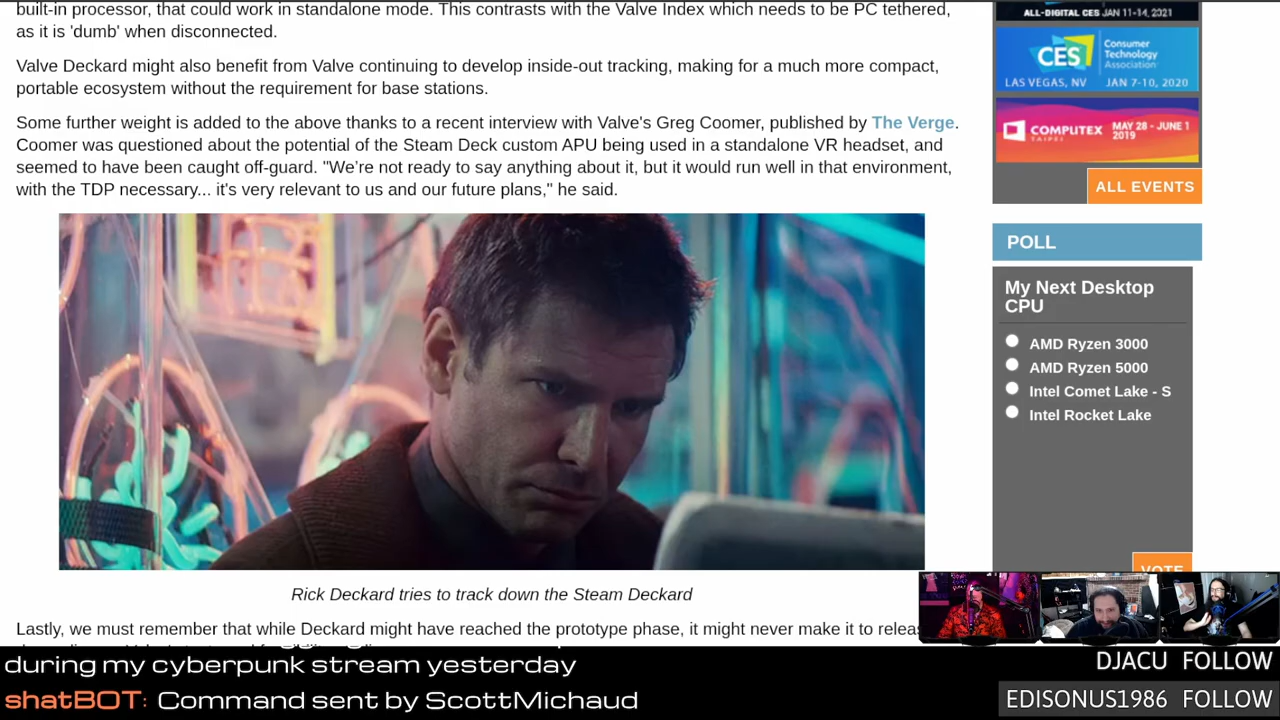 built-in processor, that could work in standalone mode. This contrasts with the Valve Index which needs to be PC tethered,
as it is 'dumb' when disconnected.
Valve Deckard might also benefit from Valve continuing to develop inside-out tracking, making for a much more compact,
portable ecosystem without the requirement for base stations.
Some further weight is added to the above thanks to a recent interview with Valve's Greg Coomer, published by The Verge.
Coomer was questioned about the potential of the Steam Deck custom APU being used in a standalone VR headset, and
seemed to have been caught off-guard. "We're not ready to say anything about it, but it would run well in that environment,
with the TDP necessary... it's very relevant to us and our future plans," he said.
Rick Deckard tries to track down the Steam Deckard
Lastly, we must remember that while Deckard might have reached the prototype phase, it might never make it to
ALL-DIGITAL CES JAN 11-14, 2021
CES Consumer
Technology
Association
LAS VEGAS, NV JAN 7-10, 2020
COMPUTEX MAY 28 - JUNE 1
TAIPEI 2019
ALL EVENTS
POLL
My Next Desktop
CPU
AMD Ryzen 3000
AMD Ryzen 5000
Intel Comet Lake - S
Intel Rocket Lake
VOTE
during my cyberpunk stream yesterday
shatBOT: Command sent by ScottMichaud
DJACU FOLLOW
EDISONUS1986 FOLLOW